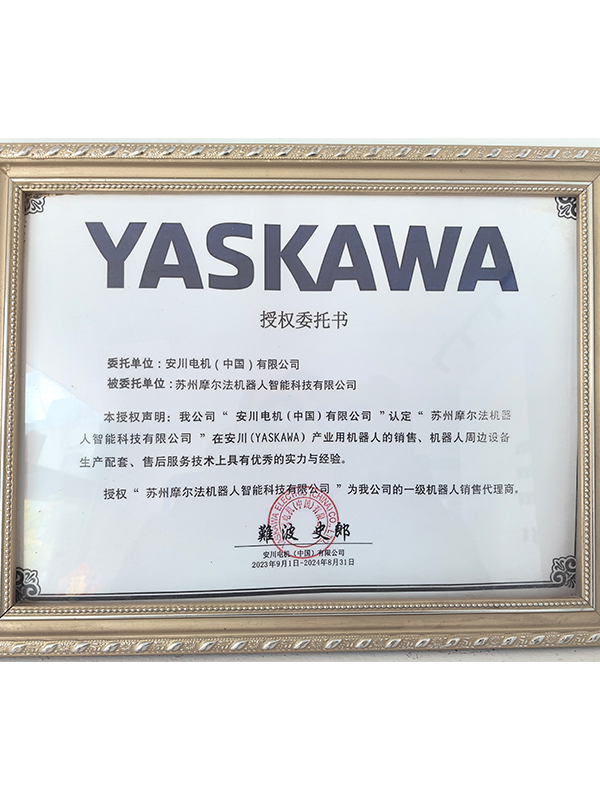 YASKAWA
授权委托书
委托单位：安川电机（中国）有限公司
被委托单位：苏州摩尔法机器人智能科技有限公司
本授权声明：我公司“ 安川电机（中国）有限公司 ”认定“ 苏州摩尔法机器
人智能科技有限公司 ”在安川(YASKAWA）产业用机器人的销售、机器人周边设备
生产配套、售后服务技术上具有优秀的实力与经验。
授权“ 苏州摩尔法机器人智能科技有限公司 ”为我公司的一级机器人销售代理商。
難波 史郎
安川电机（中国）有限公司
2023年9月1日-2024年8月31日